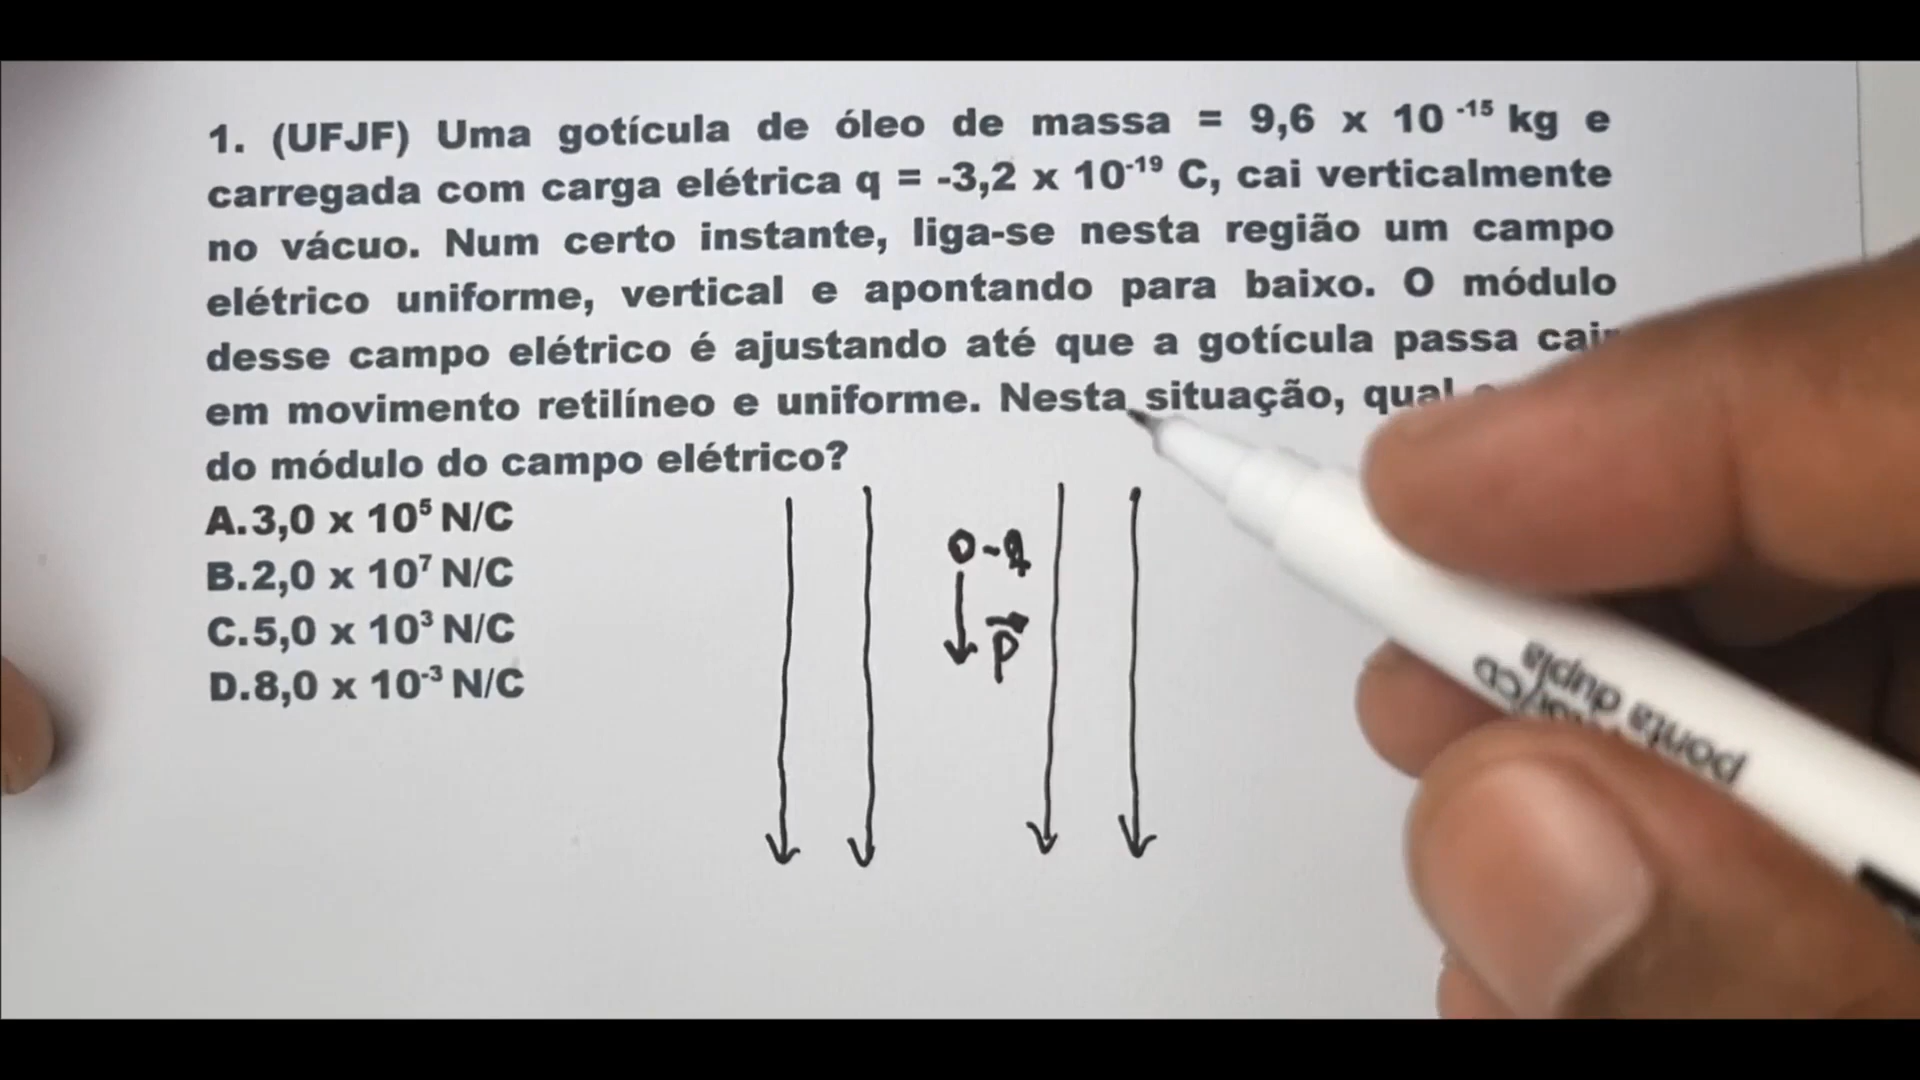 1. (UFJF) Uma gotícula de óleo de massa = 9,6 x 10⁻¹⁵ kg e
carregada com carga elétrica q = -3,2 x 10⁻¹⁹ C, cai verticalmente
no vácuo. Num certo instante, liga-se nesta região um campo
elétrico uniforme, vertical e apontando para baixo. O módulo
desse campo elétrico é ajustando até que a gotícula passa cair
em movimento retilíneo e uniforme. Nesta situação, qual
do módulo do campo elétrico?
A.3,0 x 10⁵ N/C
B.2,0 x 10⁷ N/C
C.5,0 x 10³ N/C
D.8,0 x 10⁻³ N/C
-q
P
ponta dupla